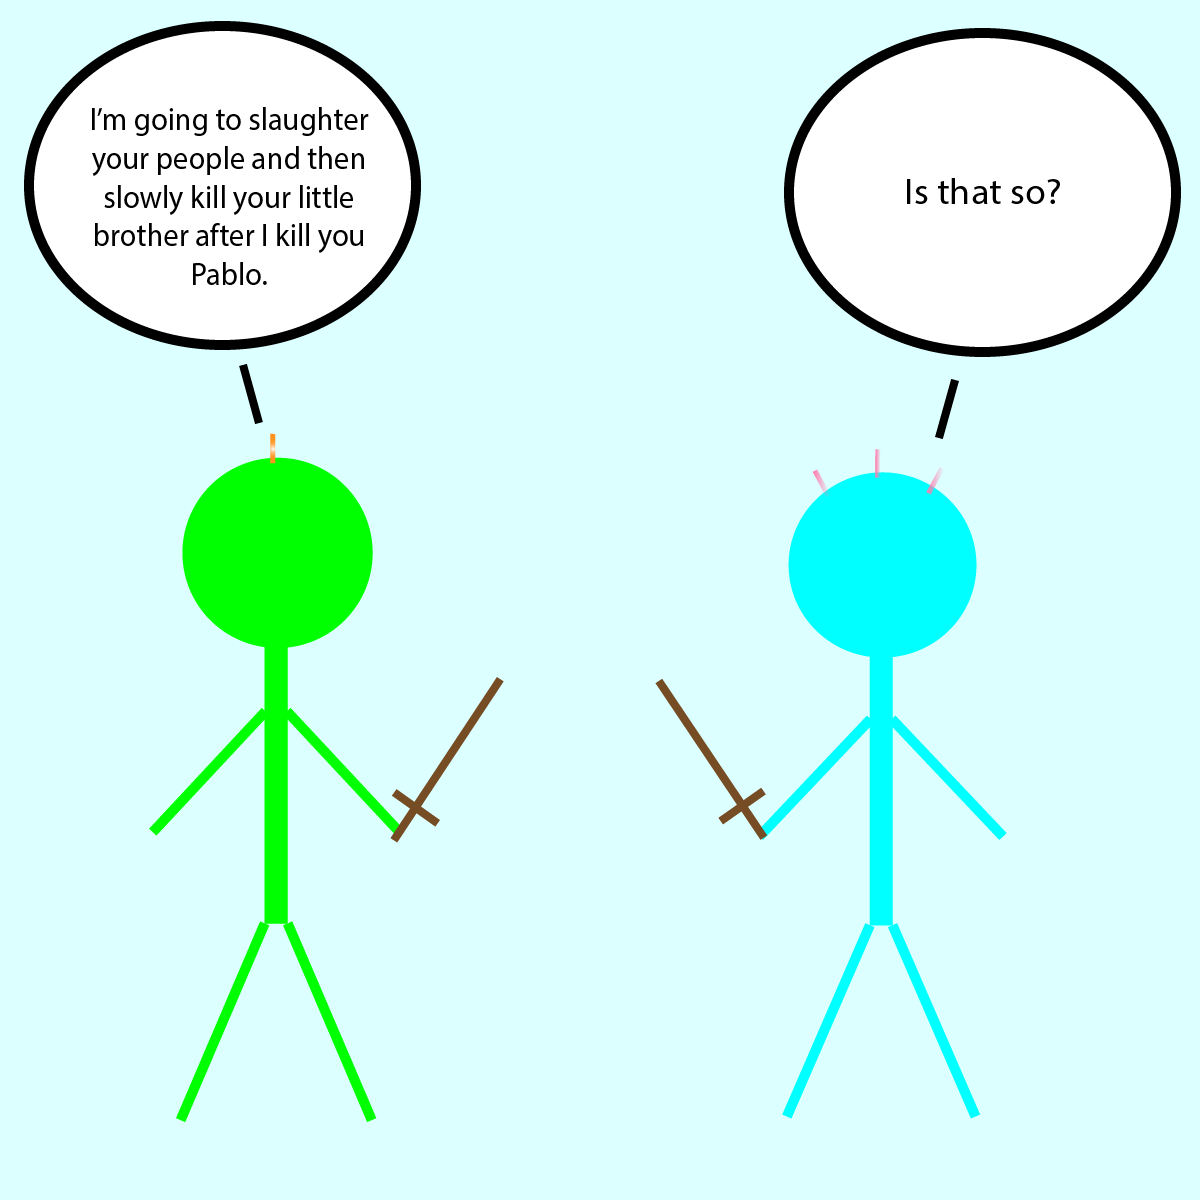 I’m going to slaughter
your people and then
slowly kill your little
brother after I kill you
Pablo.
Is that so?